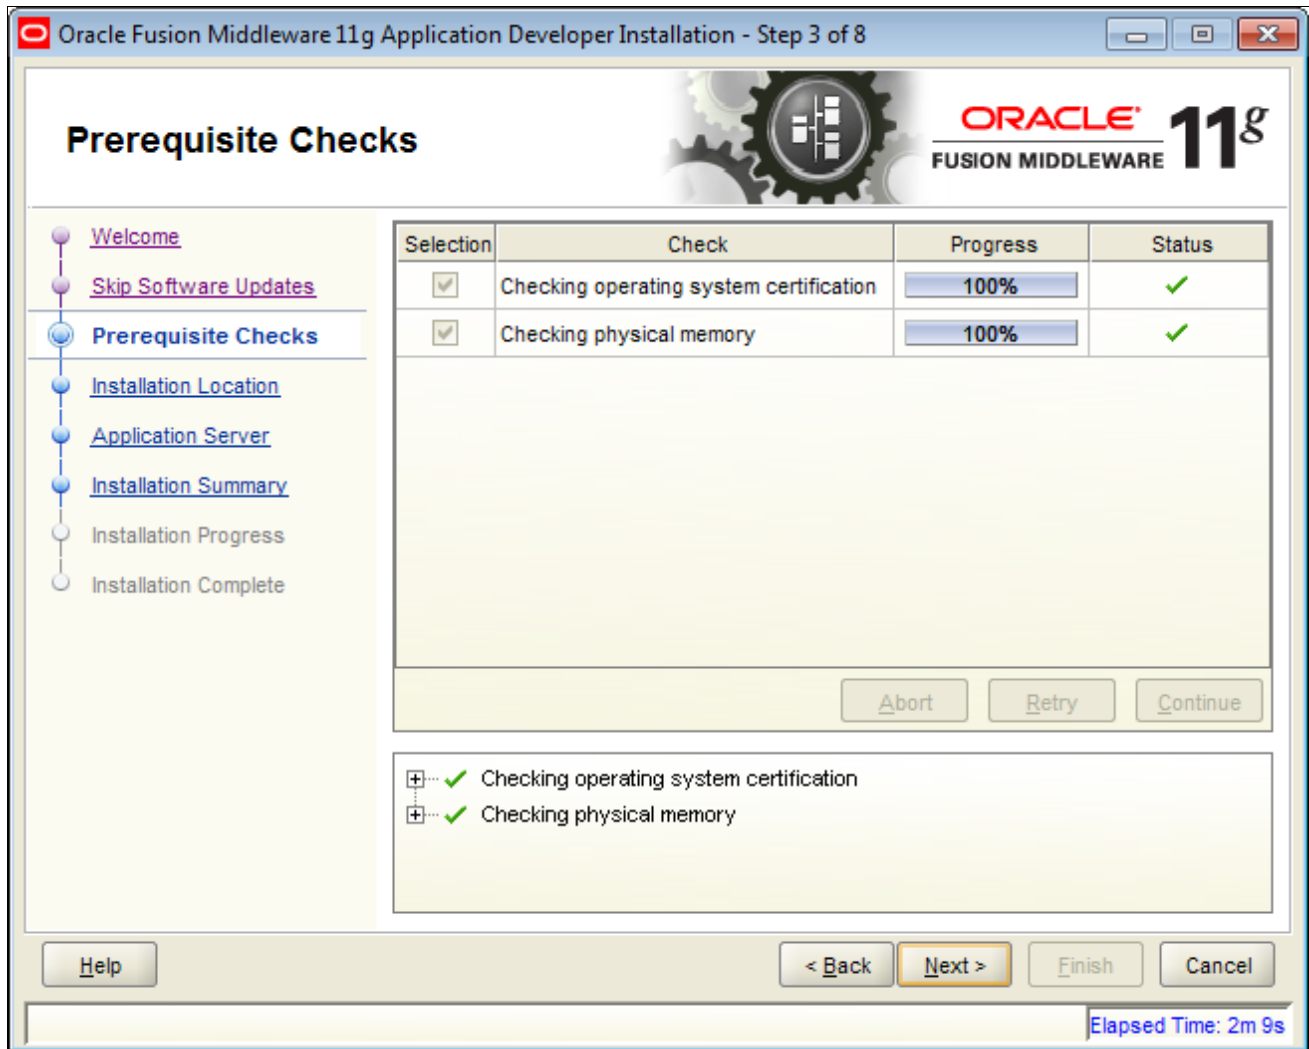 Oracle Fusion Middleware 11g Application Developer Installation - Step 3 of 8
Prerequisite Checks
ORACLE
FUSION MIDDLEWARE
11g
Welcome
Skip Software Updates
Prerequisite Checks
Installation Location
Application Server
Installation Summary
Installation Progress
Installation Complete
Selection Check Progress Status
Checking operating system certification 100%
Checking physical memory 100%
Abort Retry Continue
Checking operating system certification
Checking physical memory
Help < Back Next > Finish Cancel
Elapsed Time: 2m 9s